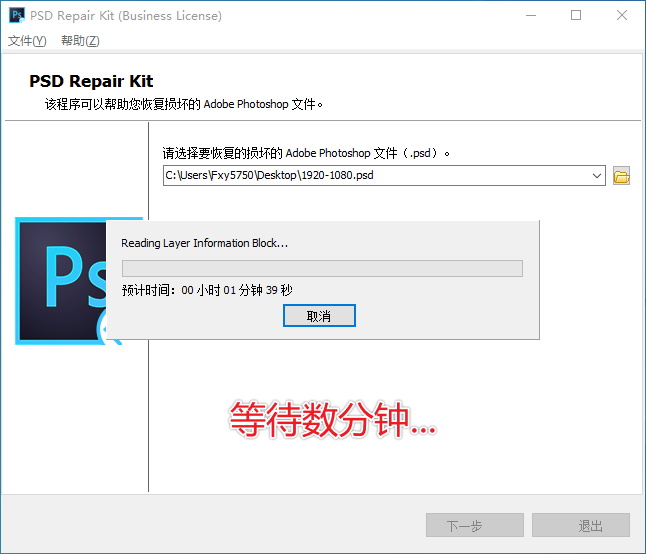 Ps PSD Repair Kit (Business License)
文件(Y) 帮助(Z)
PSD Repair Kit
该程序可以帮助您恢复损坏的 Adobe Photoshop 文件。
请选择要恢复的损坏的 Adobe Photoshop 文件（.psd）。
C:\Users\Fxy5750\Desktop\1920-1080.psd
Ps
Reading Layer Information Block...
预计时间：00 小时 01 分钟 39 秒
取消
等待数分钟...
下一步 退出